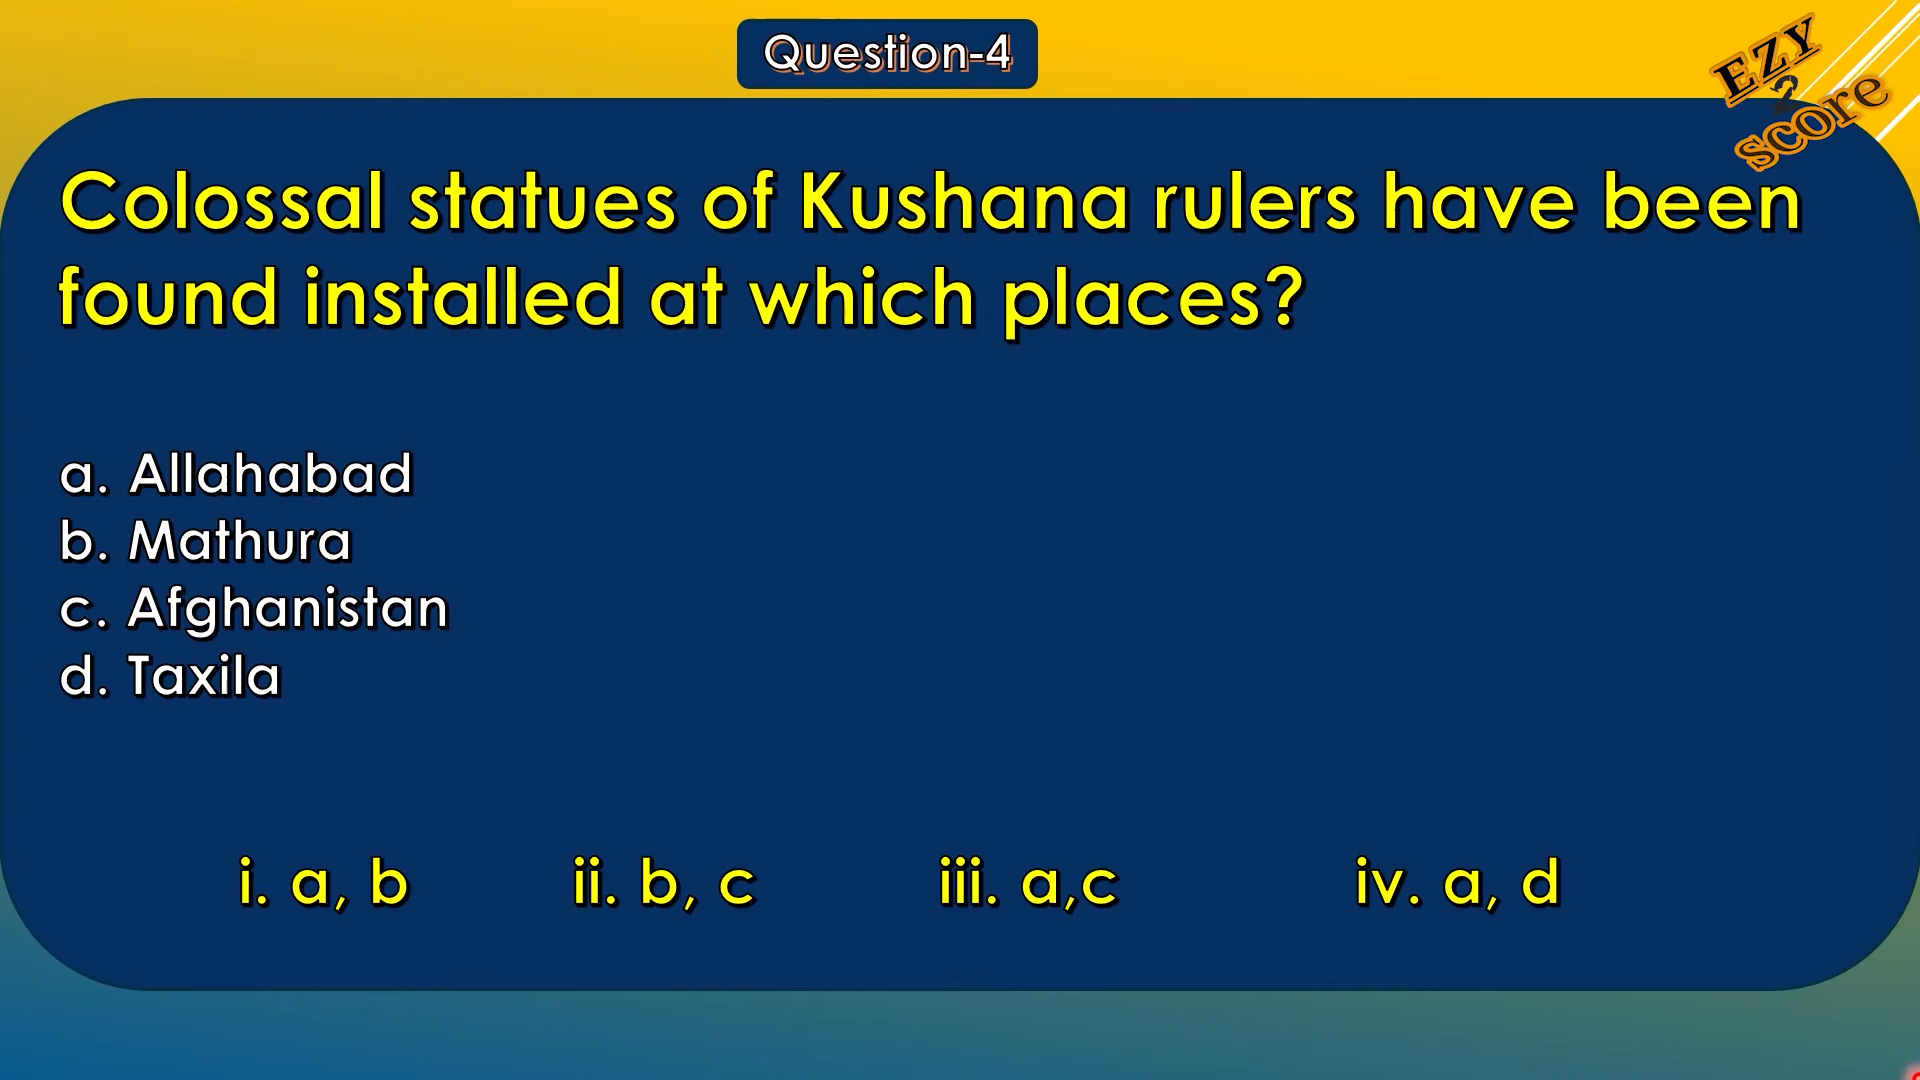 Question-4
EZY
2
score
Colossal statues of Kushana rulers have been
found installed at which places?
a. Allahabad
b. Mathura
c. Afghanistan
d. Taxila
i. a, b ii. b, c iii. a,c iv. a, d